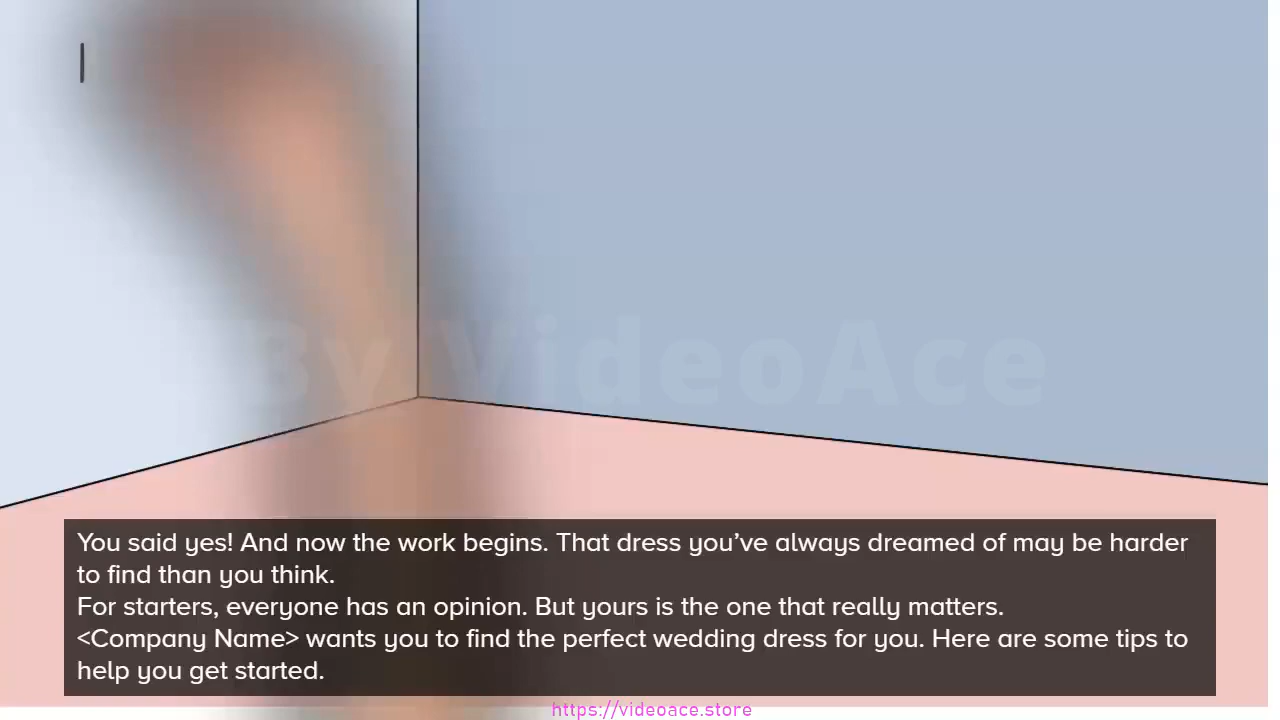 By VideoAce
You said yes! And now the work begins. That dress you’ve always dreamed of may be harder
to find than you think.
For starters, everyone has an opinion. But yours is the one that really matters.
<Company Name> wants you to find the perfect wedding dress for you. Here are some tips to
help you get started.
https://videoace.store